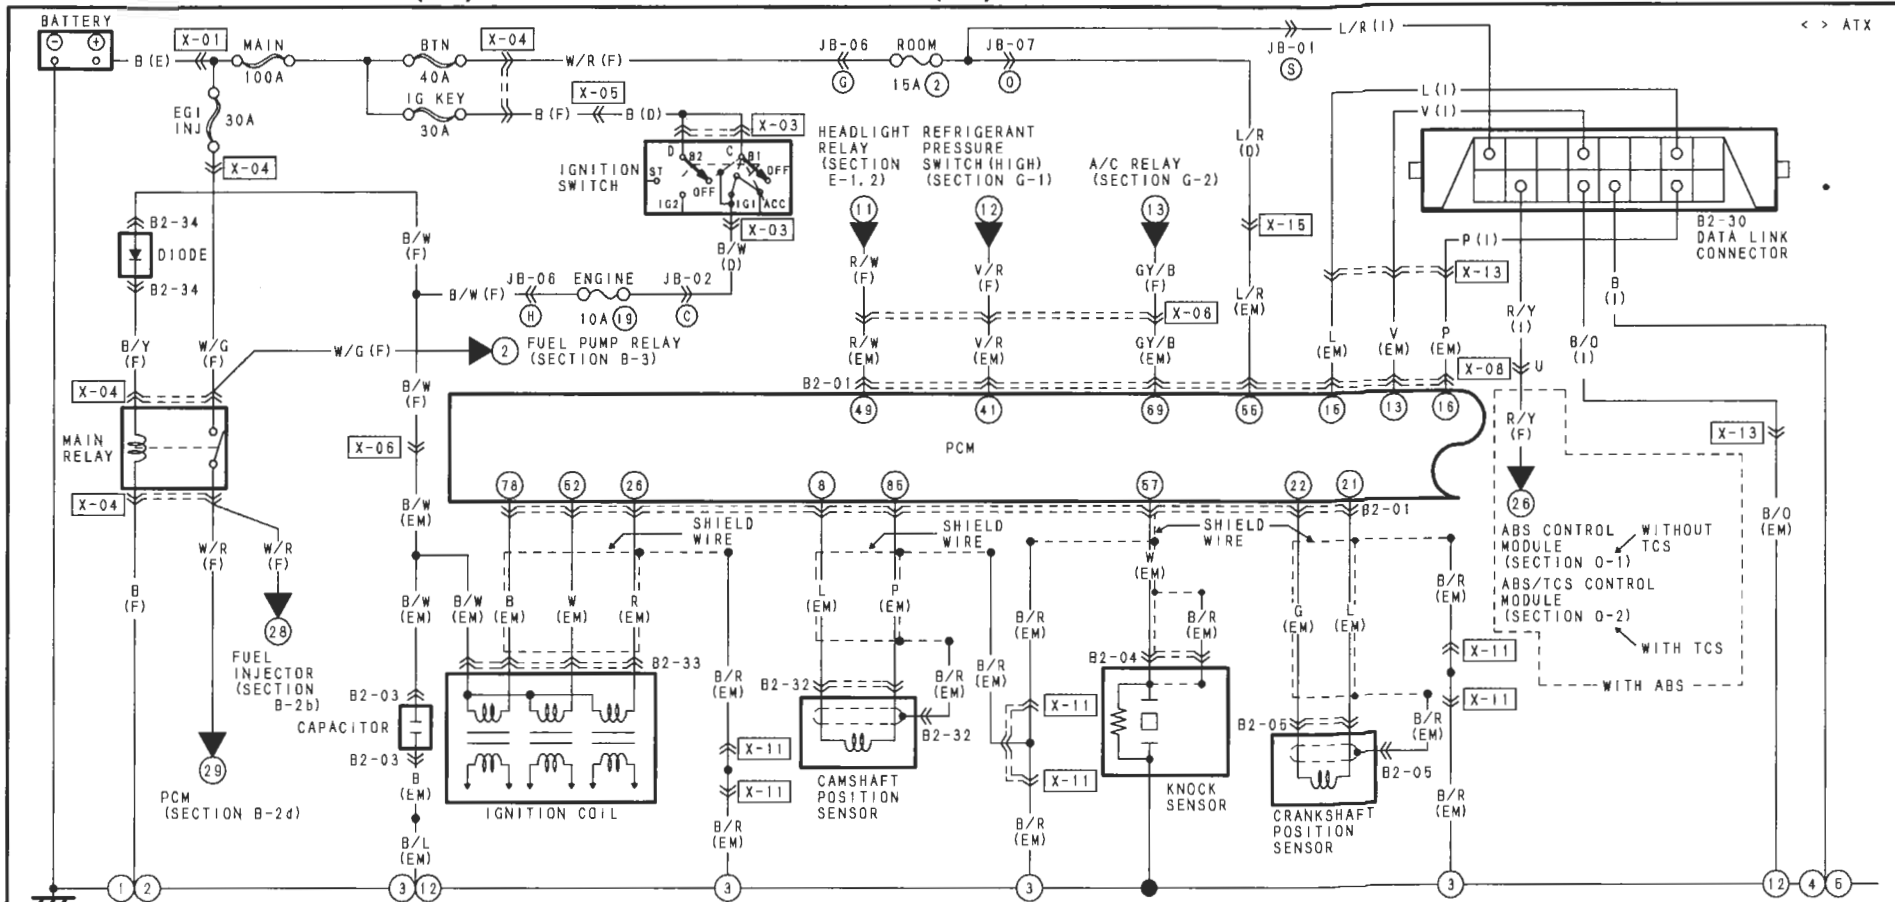 BATTERY
X-01
MAIN
BTN
X-04
JB-06
ROOM
JB-07
L/R(I)
< > ATX
B(E)
100A
40A
W/R(F)
G
15A
2
O
JB-01
S
EGI
INJ
30A
IG KEY
30A
X-05
B(F)
B(D)
X-03
L(I)
V(I)
X-04
IGNITION
SWITCH
D
B2
C
B1
ST
OFF
OFF
IG2
IG1
ACC
X-03
HEADLIGHT
RELAY
(SECTION
E-1,2)
REFRIGERANT
PRESSURE
SWITCH(HIGH)
(SECTION G-1)
A/C RELAY
(SECTION G-2)
L/R
(O)
11
12
13
X-15
B2-30
DATA LINK
CONNECTOR
B2-34
DIODE
B2-34
B/W
(F)
B/W
(D)
R/W
(F)
V/R
(F)
GY/B
(F)
P(I)
X-13
JB-06
ENGINE
JB-02
B/W(F)
H
10A
19
C
L/R
(EM)
X-06
B
(I)
R/Y
(I)
B/O
(I)
B/Y
(F)
W/G
(F)
W/G(F)
2
FUEL PUMP RELAY
(SECTION B-3)
R/W
(EM)
V/R
(EM)
GY/B
(EM)
L
(EM)
V
(EM)
P
(EM)
X-08
U
X-04
B/W
(F)
B2-01
49
41
69
66
15
13
16
R/Y
(F)
X-13
MAIN
RELAY
X-06
PCM
X-04
78
52
26
8
85
57
22
21
26
B2-01
B/W
(EM)
SHIELD
WIRE
SHIELD
WIRE
SHIELD
WIRE
ABS CONTROL
MODULE
(SECTION O-1)
WITHOUT
TCS
B/O
(EM)
ABS/TCS CONTROL
MODULE
(SECTION O-2)
WITH TCS
WITH ABS
W/R
(F)
W/R
(F)
B
(F)
28
FUEL
INJECTOR
(SECTION
B-2b)
29
PCM
(SECTION B-2d)
B/W
(EM)
B/W
(EM)
B
(EM)
W
(EM)
R
(EM)
L
(EM)
P
(EM)
W
(EM)
B/R
(EM)
B/R
(EM)
G
(EM)
L
(EM)
B/R
(EM)
X-11
B2-33
B/R
(EM)
B2-32
B/R
(EM)
B/R
(EM)
B2-04
X-11
B2-03
CAPACITOR
B2-03
X-11
B2-32
X-11
B2-05
B/R
(EM)
B2-05
X-11
X-11
B
(EM)
IGNITION COIL
CAMSHAFT
POSITION
SENSOR
KNOCK
SENSOR
CRANKSHAFT
POSITION
SENSOR
B/L
(EM)
B/R
(EM)
B/R
(EM)
B/R
(EM)
1
2
3
12
3
3
3
12
4